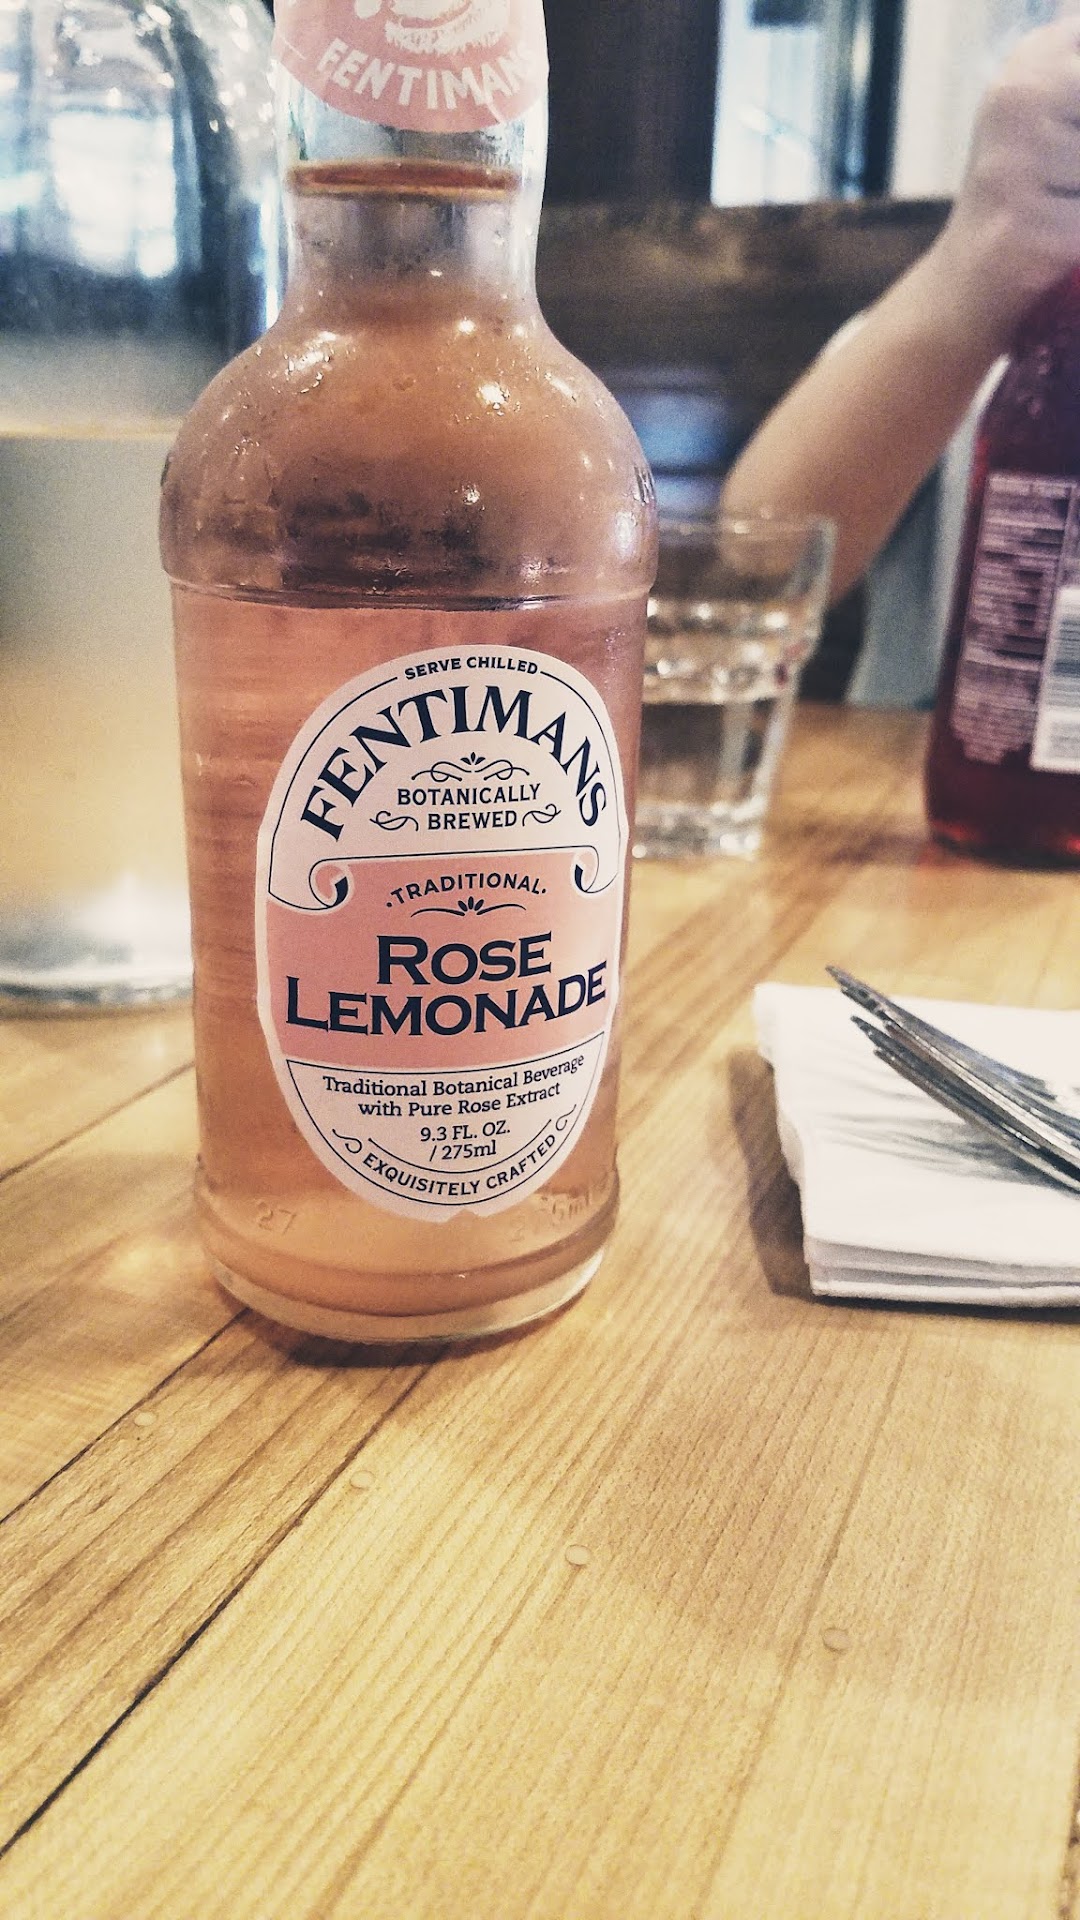 FENTIMANS
SERVE CHILLED
FENTIMANS
BOTANICALLY
BREWED
·TRADITIONAL·
ROSE
LEMONADE
Traditional Botanical Beverage
with Pure Rose Extract
9.3 FL. OZ.
/ 275ml
EXQUISITELY CRAFTED
27